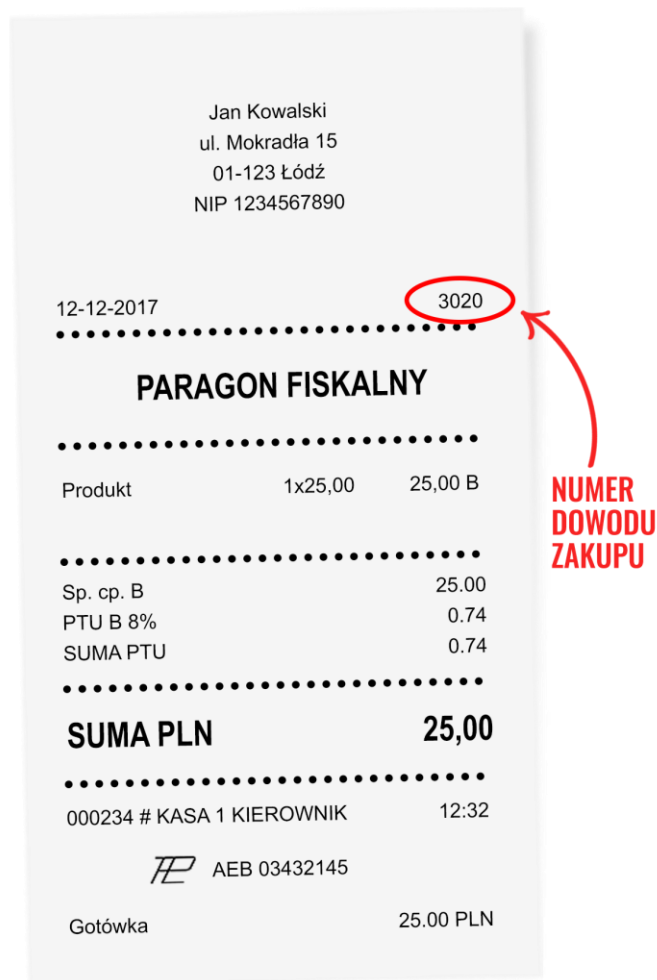 Jan Kowalski
ul. Mokradła 15
01-123 Łódź
NIP 1234567890
12-12-2017 3020
PARAGON FISKALNY
Produkt 1x25,00 25,00 B
Sp. cp. B 25.00
PTU B 8% 0.74
SUMA PTU 0.74
SUMA PLN 25,00
000234 # KASA 1 KIEROWNIK 12:32
AEB 03432145
Gotówka 25.00 PLN
NUMER
DOWODU
ZAKUPU